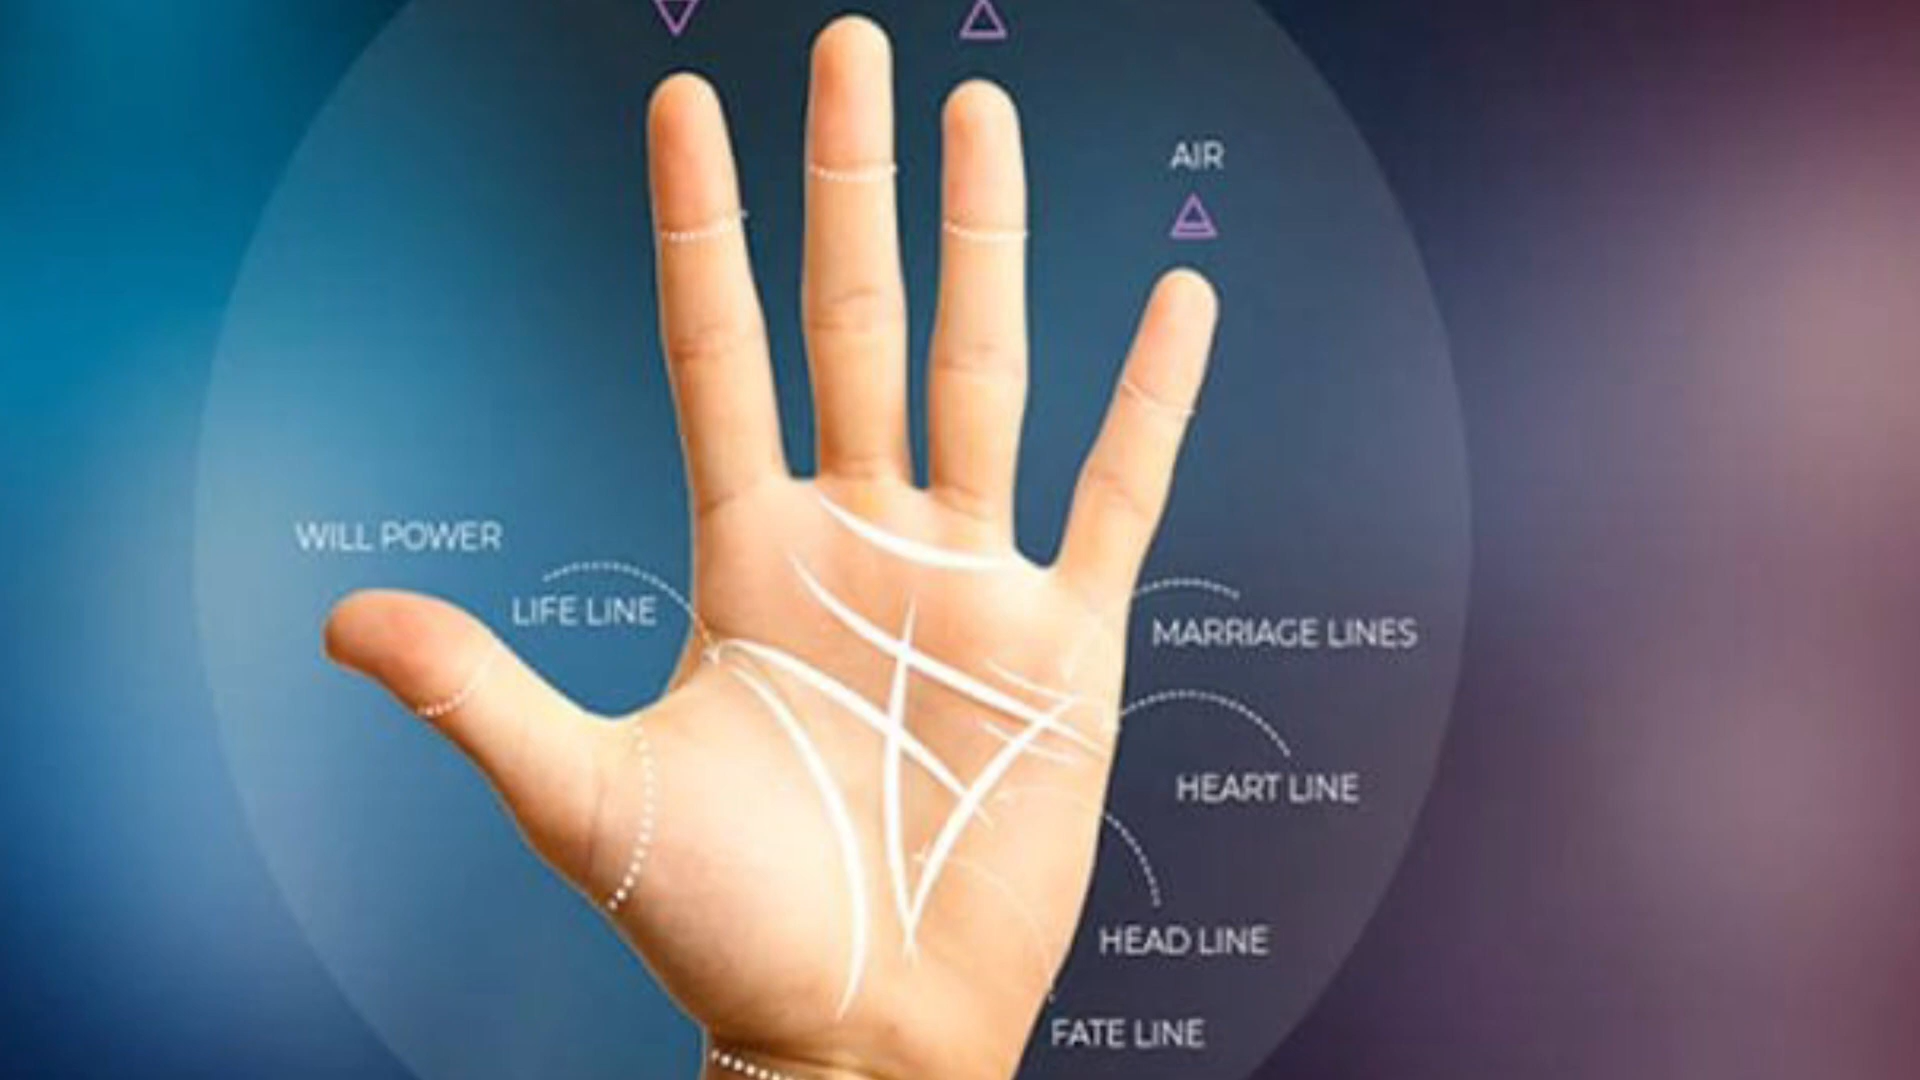 AIR
WILL POWER
LIFE LINE
MARRIAGE LINES
HEART LINE
HEAD LINE
FATE LINE